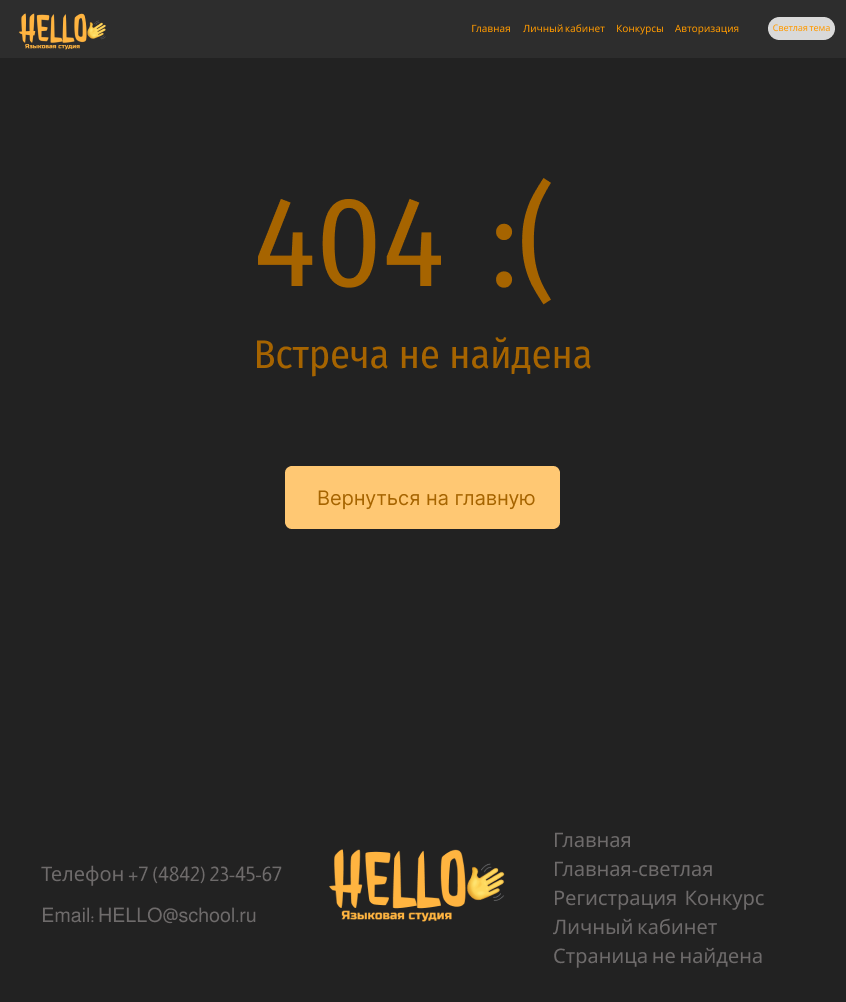 HELLO
Языковая студия
Главная Личный кабинет Конкурсы Авторизация Светлая тема
404 :(
Встреча не найдена
Вернуться на главную
Телефон +7 (4842) 23-45-67
Email: HELLO@school.ru
HELLO
Языковая студия
Главная
Главная-светлая
Регистрация Конкурс
Личный кабинет
Страница не найдена